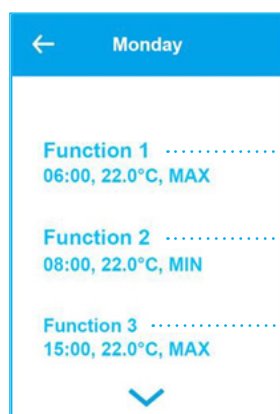 Monday
Function 1
06:00, 22.0°C, MAX
Function 2
08:00, 22.0°C, MIN
Function 3
15:00, 22.0°C, MAX